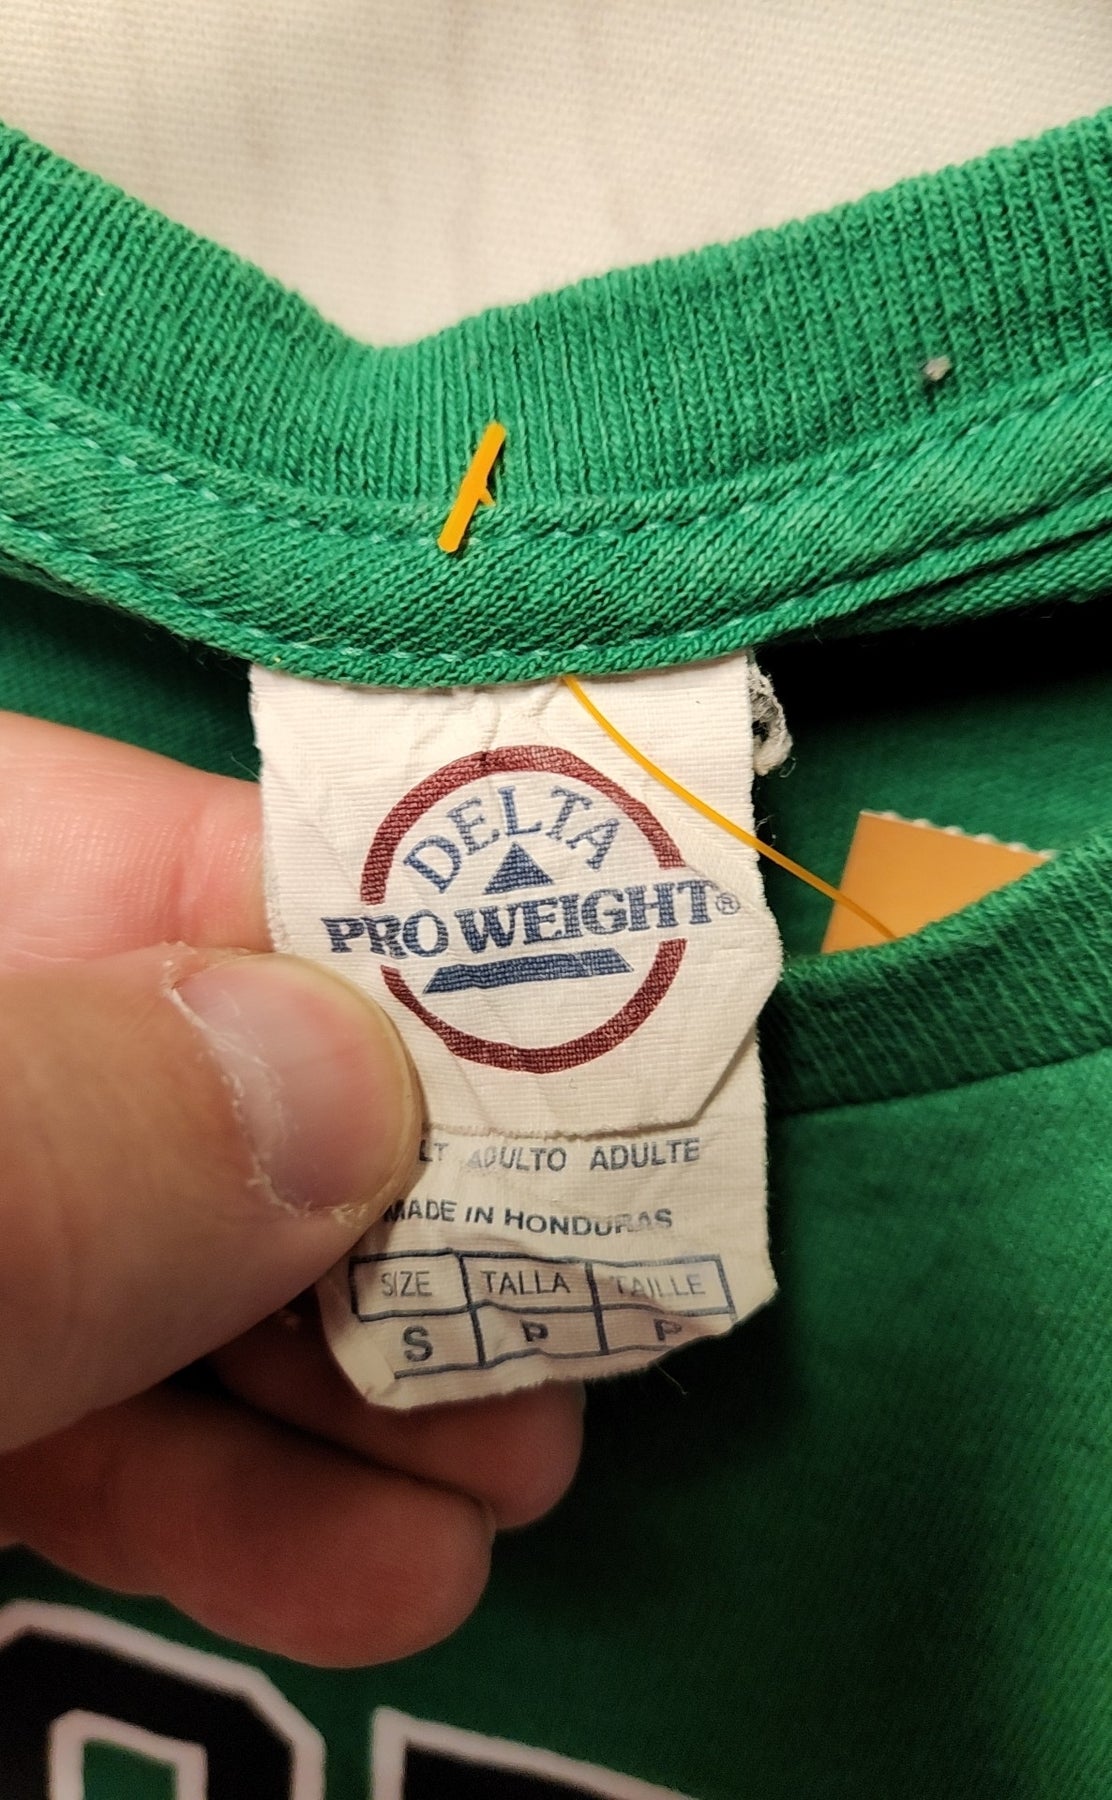 DELTA
PRO WEIGHT®
ADULTO ADULTE
MADE IN HONDURAS
SIZE TALLA TAILLE
S P P